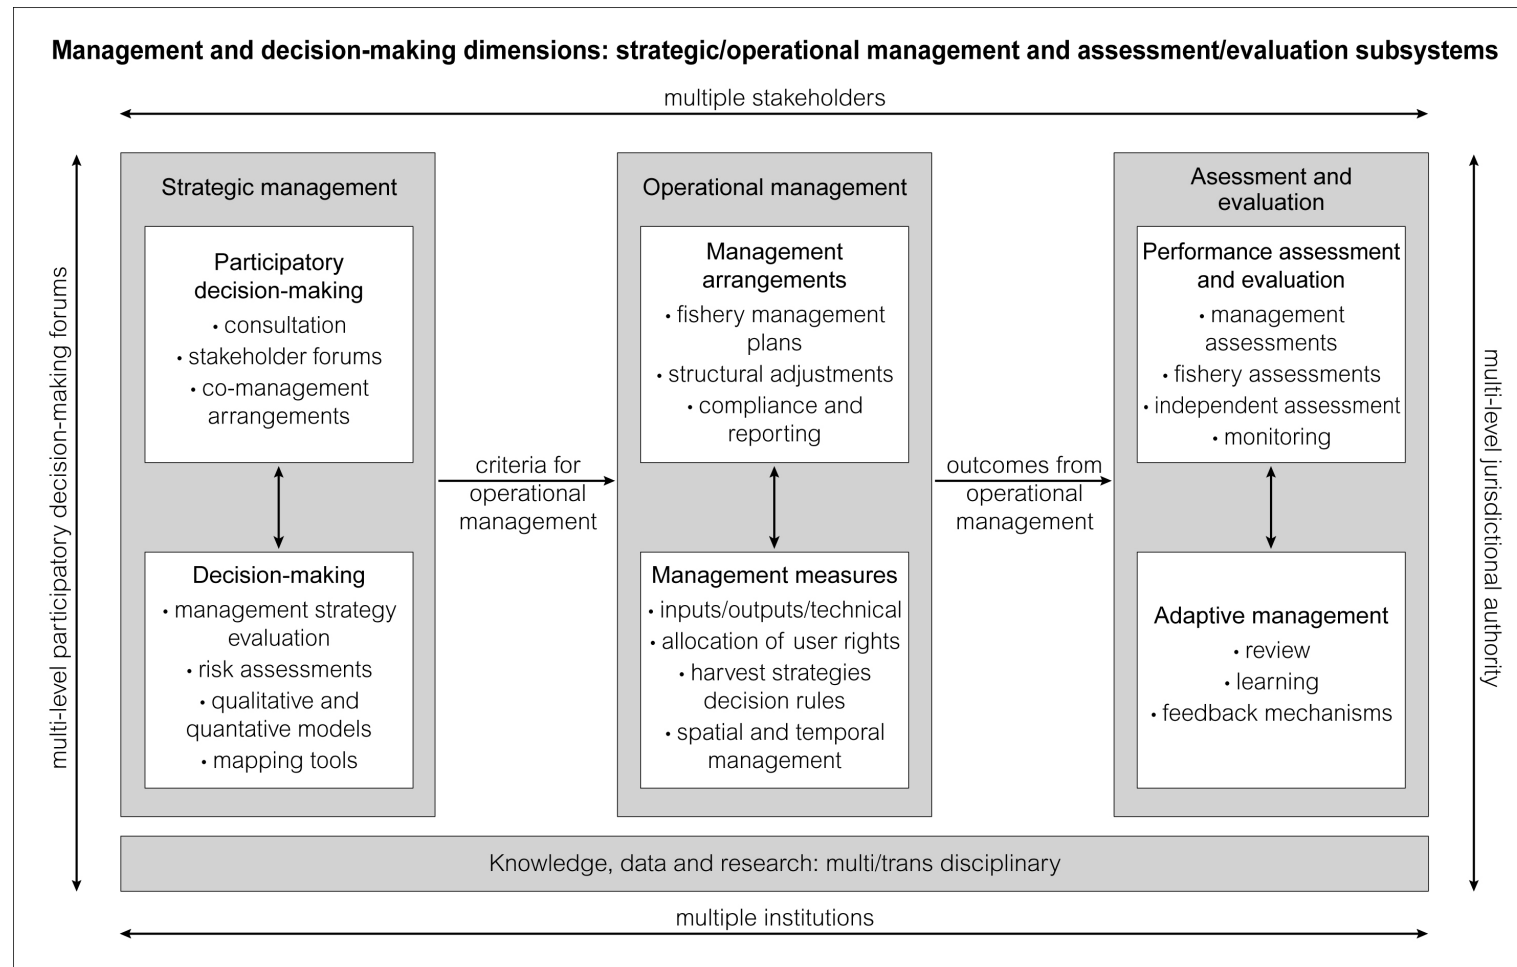 Management and decision-making dimensions: strategic/operational management and assessment/evaluation subsystems
multiple stakeholders
multi-level participatory decision-making forums
Strategic management
Participatory
decision-making
• consultation
• stakeholder forums
• co-management
arrangements
Decision-making
• management strategy
evaluation
• risk assessments
• qualitative and
quantative models
• mapping tools
criteria for
operational
management
Operational management
Management
arrangements
• fishery management
plans
• structural adjustments
• compliance and
reporting
Management measures
• inputs/outputs/technical
• allocation of user rights
• harvest strategies
decision rules
• spatial and temporal
management
outcomes from
operational
management
Asessment and
evaluation
Performance assessment
and evaluation
• management
assessments
• fishery assessments
• independent assessment
• monitoring
Adaptive management
• review
• learning
• feedback mechanisms
multi-level jurisdictional authority
Knowledge, data and research: multi/trans disciplinary
multiple institutions